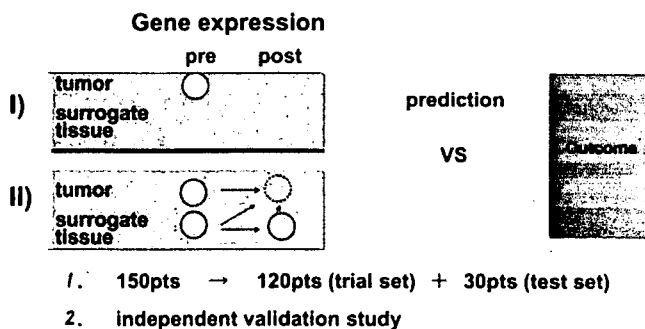 Gene expression
pre post
I)
tumor
surrogate
tissue
prediction
VS
Outcome
II)
tumor
surrogate
tissue
1. 150pts → 120pts (trial set) + 30pts (test set)
2. independent validation study